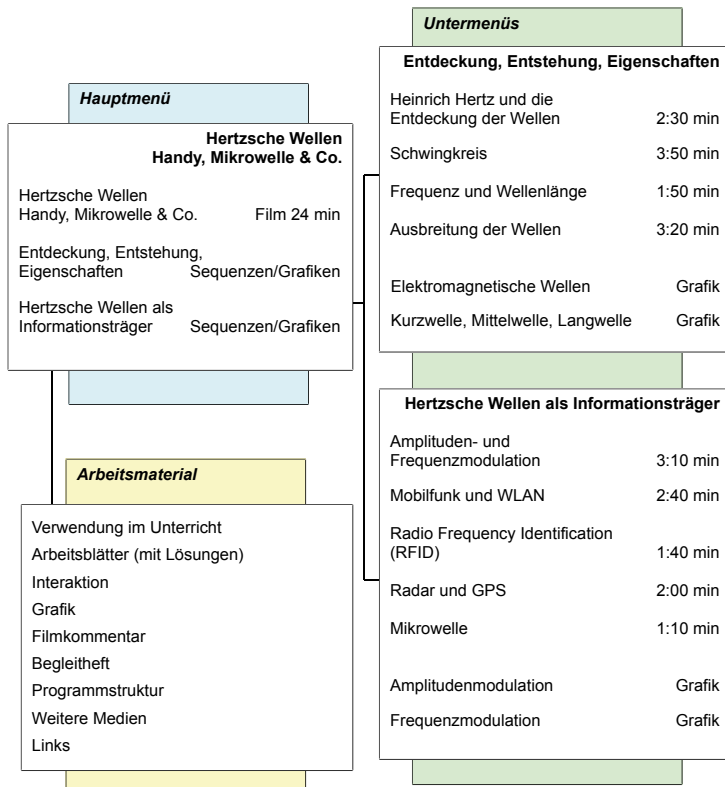 Hauptmenü
Hertzsche Wellen
Handy, Mikrowelle & Co.
Hertzsche Wellen
Handy, Mikrowelle & Co. Film 24 min
Entdeckung, Entstehung,
Eigenschaften Sequenzen/Grafiken
Hertzsche Wellen als
Informationsträger Sequenzen/Grafiken
Arbeitsmaterial
Verwendung im Unterricht
Arbeitsblätter (mit Lösungen)
Interaktion
Grafik
Filmkommentar
Begleitheft
Programmstruktur
Weitere Medien
Links
Untermenüs
Entdeckung, Entstehung, Eigenschaften
Heinrich Hertz und die
Entdeckung der Wellen 2:30 min
Schwingkreis 3:50 min
Frequenz und Wellenlänge 1:50 min
Ausbreitung der Wellen 3:20 min
Elektromagnetische Wellen Grafik
Kurzwelle, Mittelwelle, Langwelle Grafik
Hertzsche Wellen als Informationsträger
Amplituden- und
Frequenzmodulation 3:10 min
Mobilfunk und WLAN 2:40 min
Radio Frequency Identification
(RFID) 1:40 min
Radar und GPS 2:00 min
Mikrowelle 1:10 min
Amplitudenmodulation Grafik
Frequenzmodulation Grafik